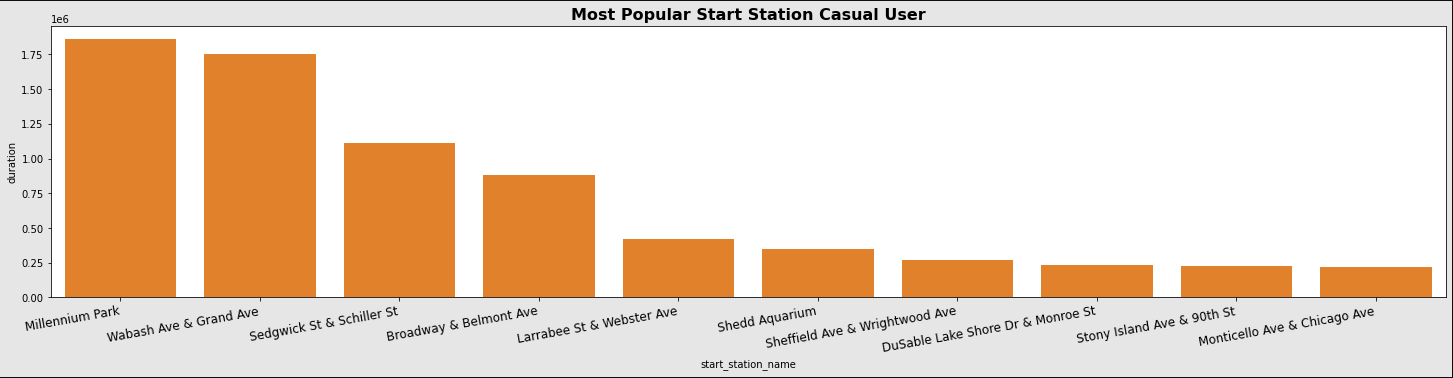 Most Popular Start Station Casual User
1e6
1.75
1.50
1.25
1.00
0.75
0.50
0.25
0.00
duration
Millennium Park
Wabash Ave & Grand Ave
Sedgwick St & Schiller St
Broadway & Belmont Ave
Larrabee St & Webster Ave
Shedd Aquarium
Sheffield Ave & Wrightwood Ave
DuSable Lake Shore Dr & Monroe St
Stony Island Ave & 90th St
Monticello Ave & Chicago Ave
start_station_name